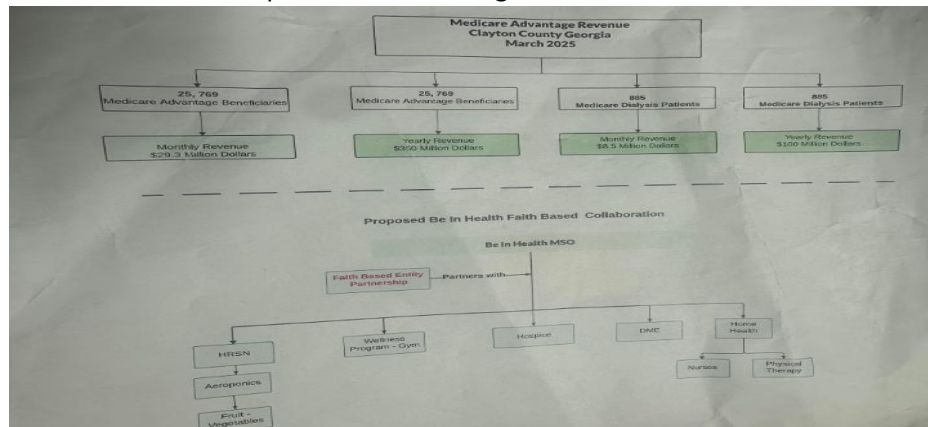 Medicare Advantage Revenue
Clayton County Georgia
March 2025
25, 769
Medicare Advantage Beneficiaries
25, 769
Medicare Advantage Beneficiaries
885
Medicare Dialysis Patients
885
Medicare Dialysis Patients
Monthly Revenue
$29.3 Million Dollars
Yearly Revenue
$350 Million Dollars
Monthly Revenue
$8.5 Million Dollars
Yearly Revenue
$100 Million Dollars
Proposed Be In Health Faith Based Collaboration
Be In Health MSO
Faith Based Entity
Partnership
Partners with
HRSN
Wellness
Program - Gym
Hospice
DME
Home
Health
Aeroponics
Nurses
Physical
Therapy
Fruit -
Vegetables